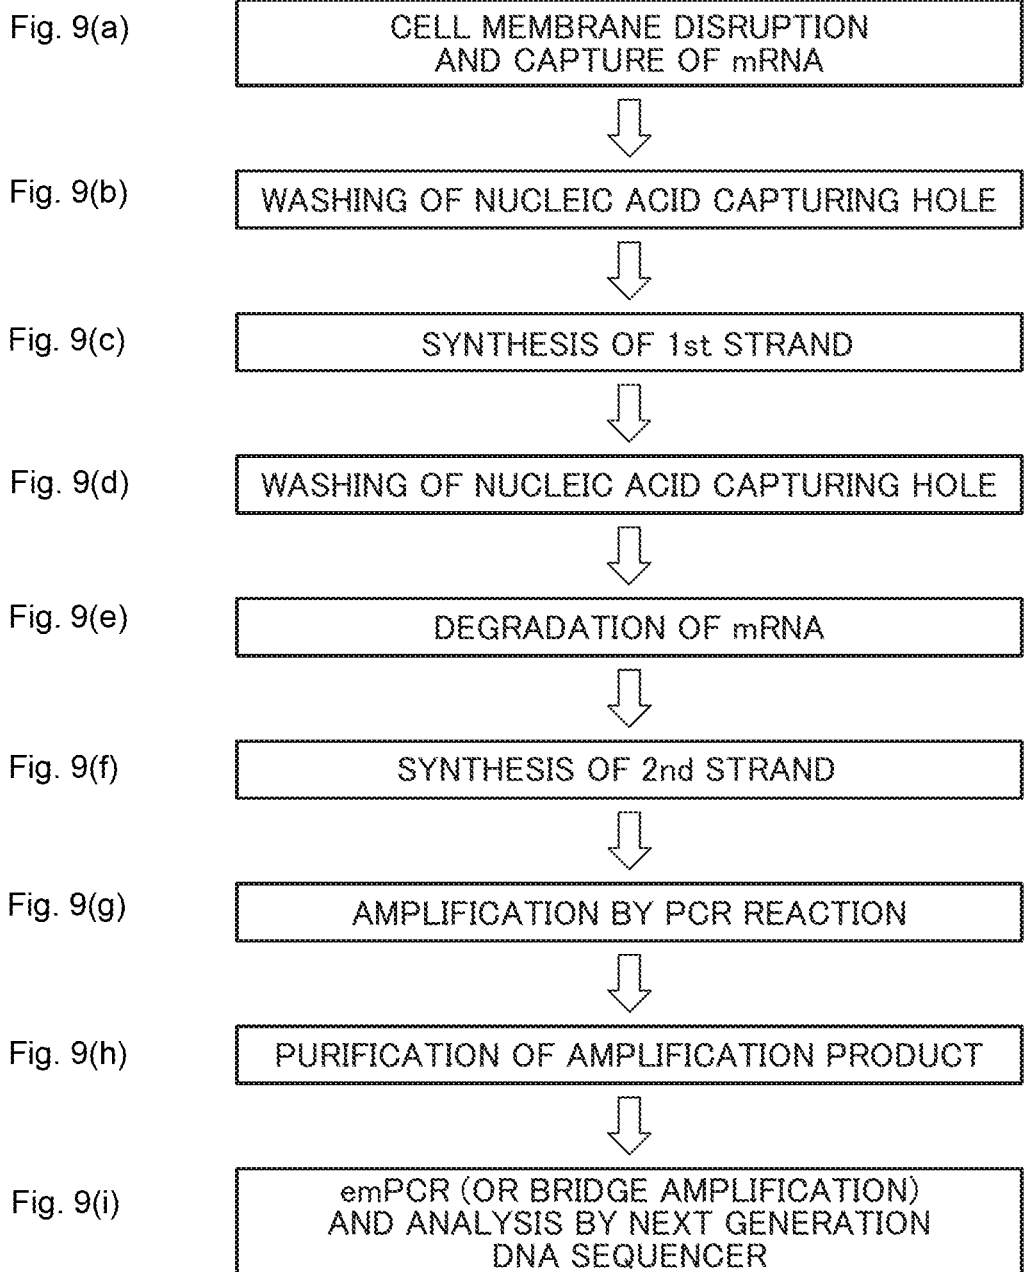 Fig. 9(a)
CELL MEMBRANE DISRUPTION
AND CAPTURE OF mRNA
Fig. 9(b)
WASHING OF NUCLEIC ACID CAPTURING HOLE
Fig. 9(c)
SYNTHESIS OF 1st STRAND
Fig. 9(d)
WASHING OF NUCLEIC ACID CAPTURING HOLE
Fig. 9(e)
DEGRADATION OF mRNA
Fig. 9(f)
SYNTHESIS OF 2nd STRAND
Fig. 9(g)
AMPLIFICATION BY PCR REACTION
Fig. 9(h)
PURIFICATION OF AMPLIFICATION PRODUCT
Fig. 9(i)
emPCR (OR BRIDGE AMPLIFICATION)
AND ANALYSIS BY NEXT GENERATION
DNA SEQUENCER